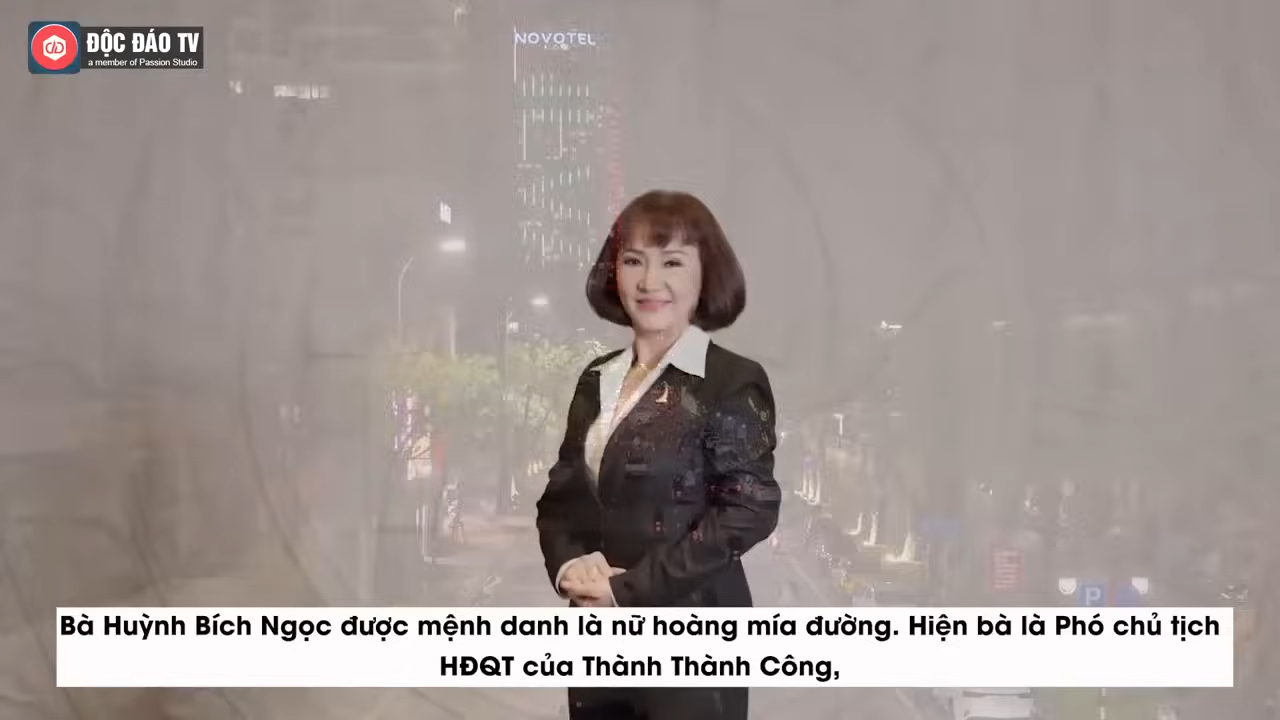 ĐỘC ĐÁO TV
a member of Passion Studio
NOVOTEL
P
Bà Huỳnh Bích Ngọc được mệnh danh là nữ hoàng mía đường. Hiện bà là Phó chủ tịch
HĐQT của Thành Thành Công,